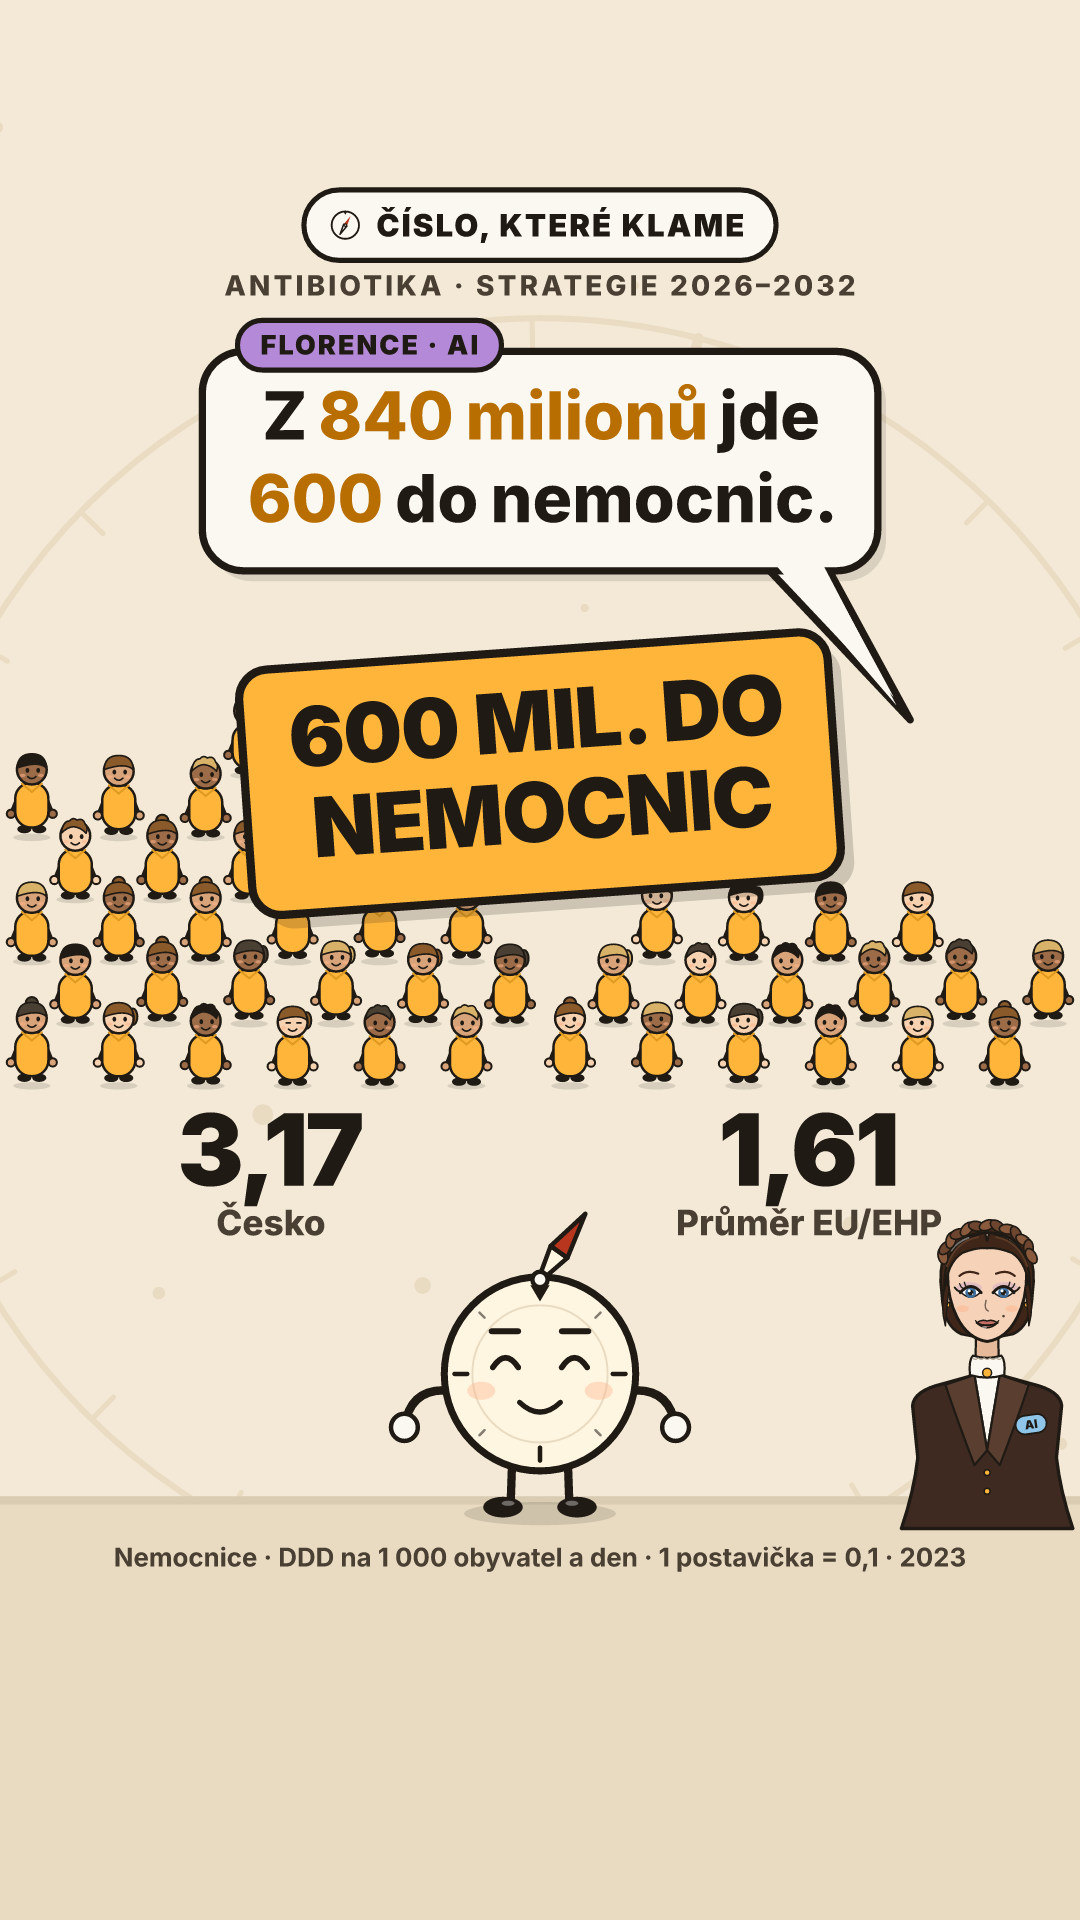 ČÍSLO, KTERÉ KLAME
ANTIBIOTIKA · STRATEGIE 2026–2032
FLORENCE · AI
Z 840 milionů jde
600 do nemocnic.
600 MIL. DO
NEMOCNIC
3,17
Česko
1,61
Průměr EU/EHP
AI
Nemocnice · DDD na 1 000 obyvatel a den · 1 postavička = 0,1 · 2023